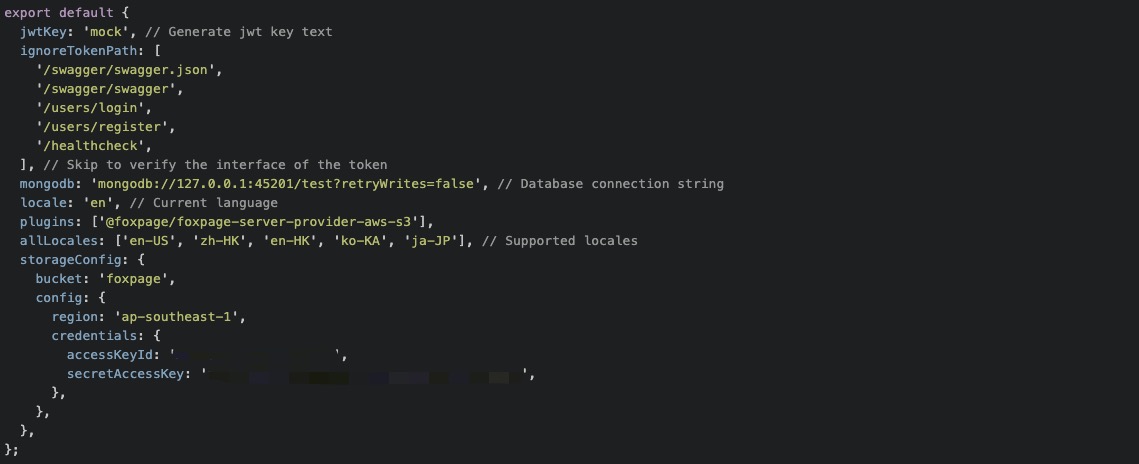 export default {
jwtKey: 'mock', // Generate jwt key text
ignoreTokenPath: [
'/swagger/swagger.json',
'/swagger/swagger',
'/users/login',
'/users/register',
'/healthcheck',
], // Skip to verify the interface of the token
mongodb: 'mongodb://127.0.0.1:45201/test?retryWrites=false', // Database connection string
locale: 'en', // Current language
plugins: ['@foxpage/foxpage-server-provider-aws-s3'],
allLocales: ['en-US', 'zh-HK', 'en-HK', 'ko-KA', 'ja-JP'], // Supported locales
storageConfig: {
bucket: 'foxpage',
config: {
region: 'ap-southeast-1',
credentials: {
accessKeyId: '',
secretAccessKey: '',
},
},
},
};